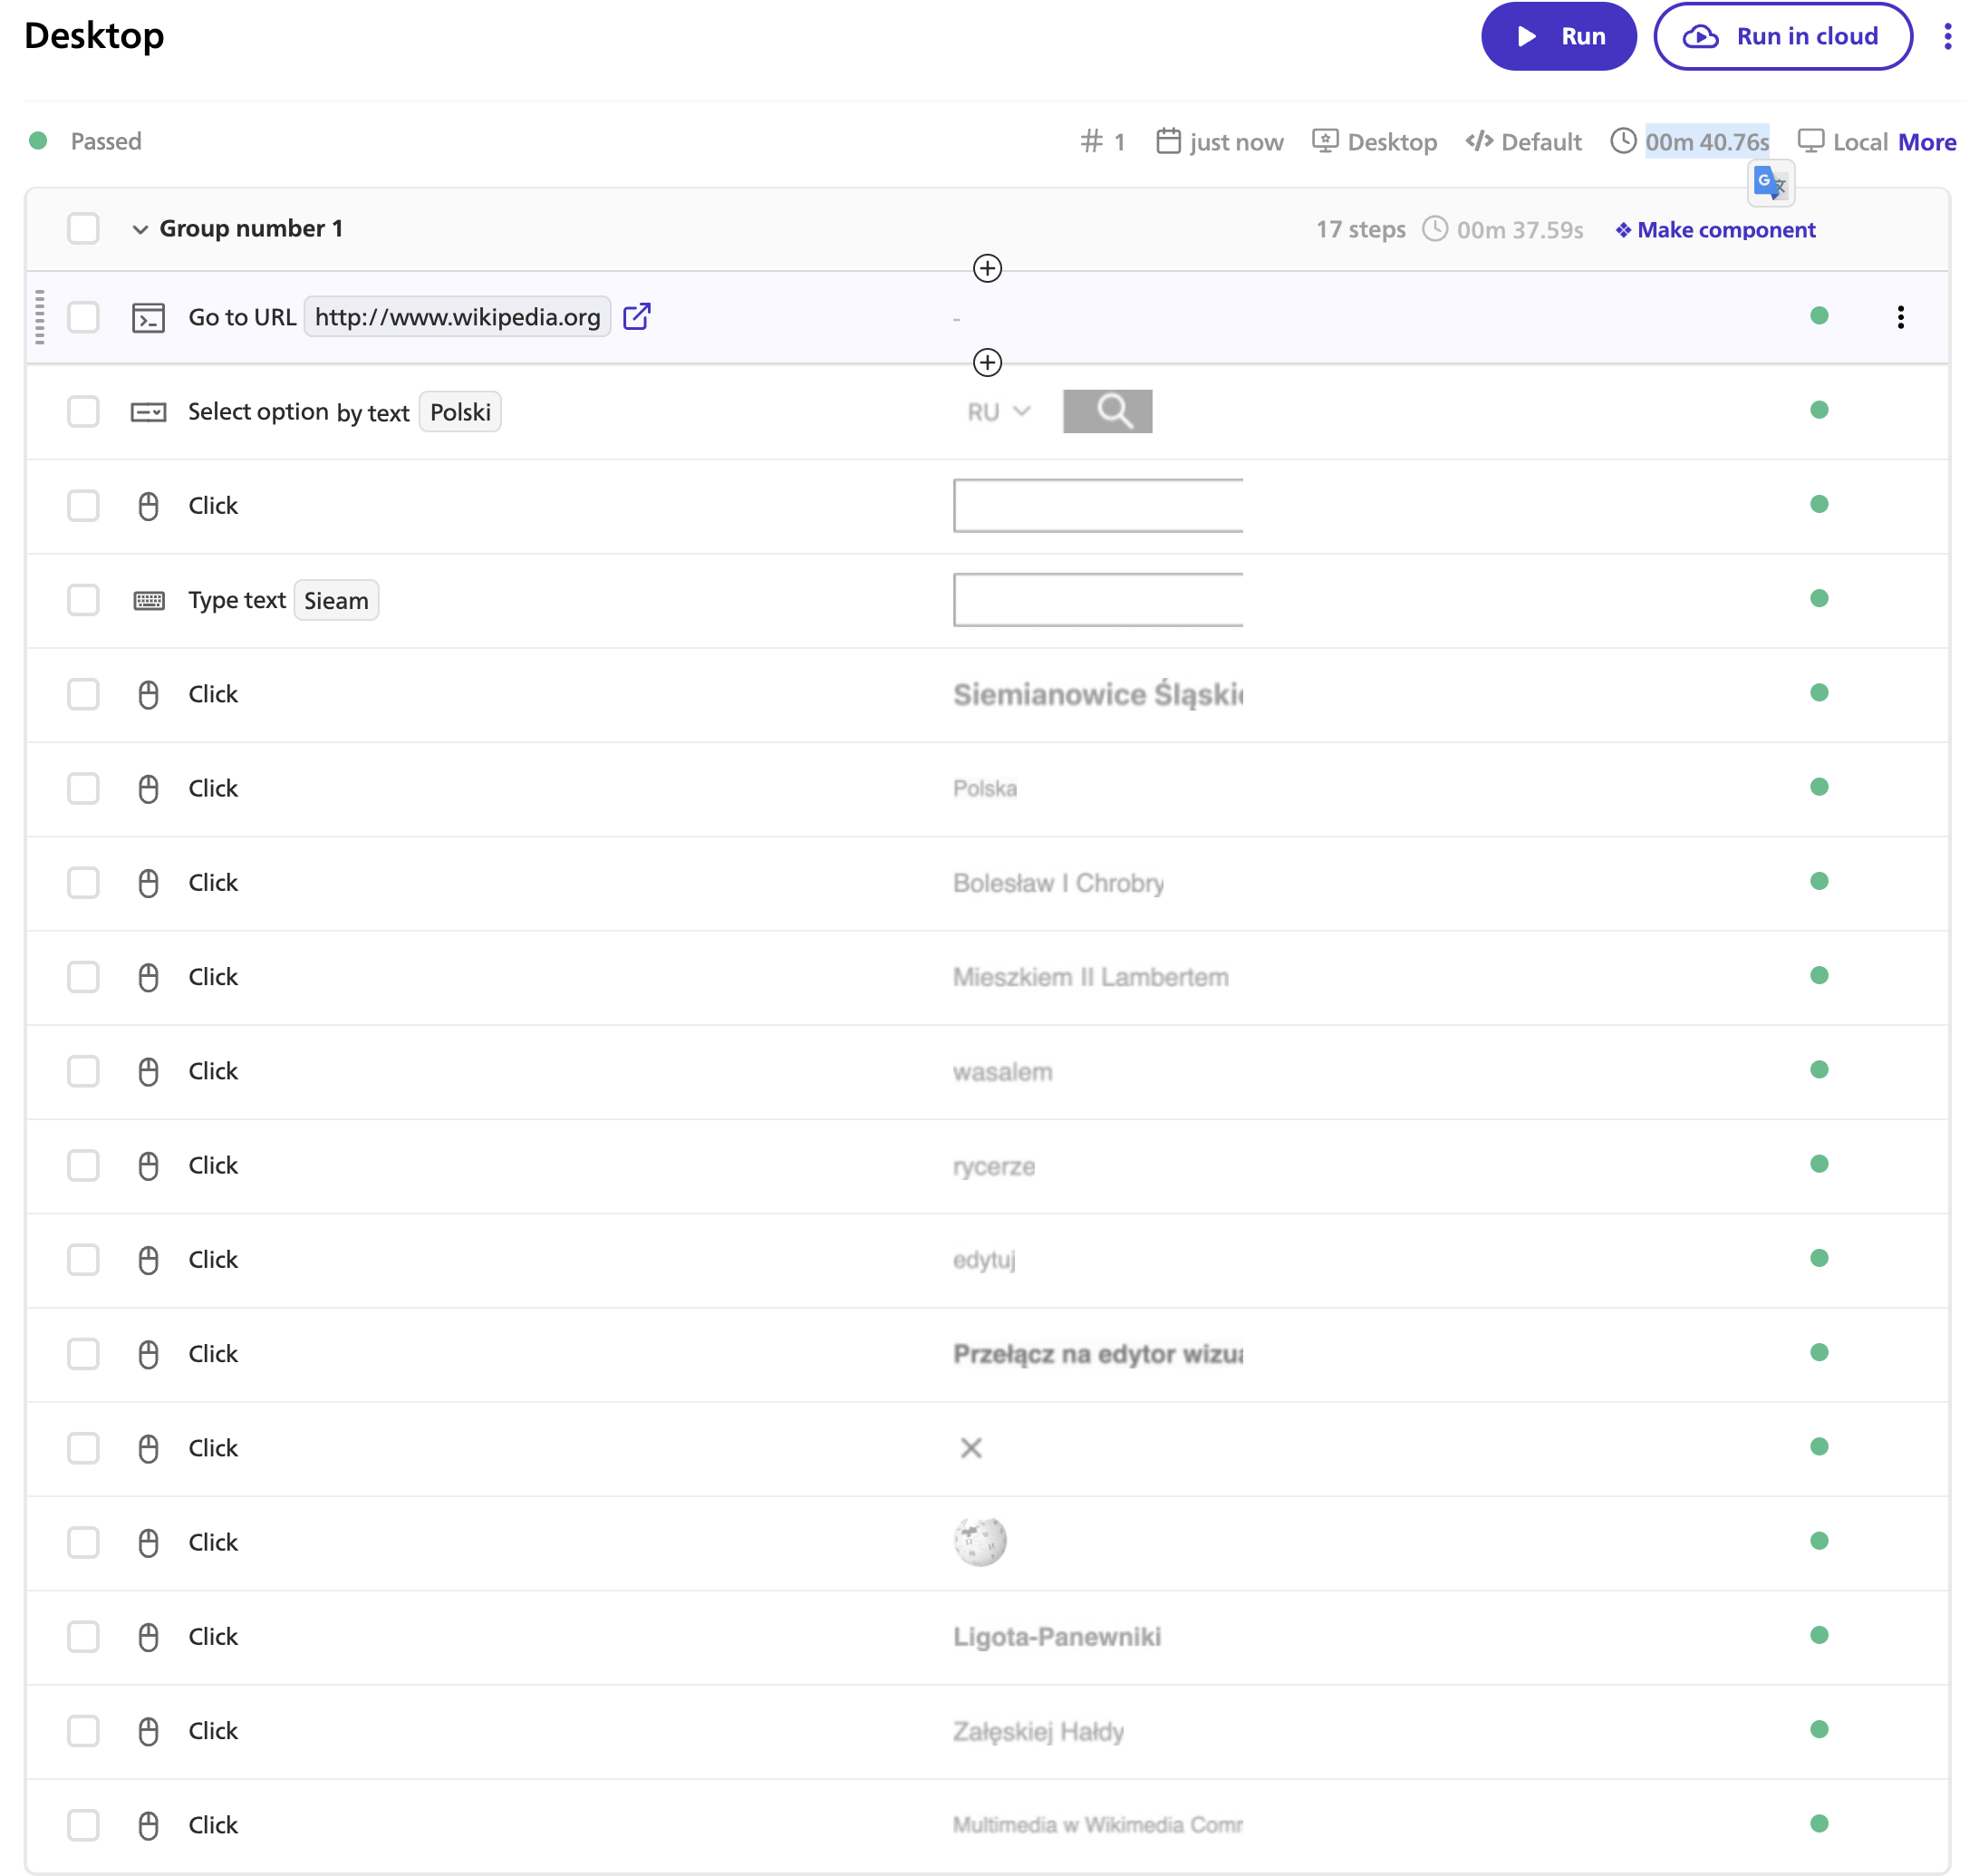 Desktop
Run
Run in cloud
Passed
# 1
just now
Desktop
</> Default
00m 40.76s
Local
More
Group number 1
17 steps
00m 37.59s
Make component
Go to URL http://www.wikipedia.org
-
Select option by text Polski
RU
Click
Type text Sieam
Click
Siemianowice Śląskie
Click
Polska
Click
Bolesław I Chrobry
Click
Mieszkiem II Lambertem
Click
wasalem
Click
rycerze
Click
edytuj
Click
Przełącz na edytor wizua
Click
Click
Click
Ligota-Panewniki
Click
Załęskiej Hałdy
Click
Multimedia w Wikimedia Comm